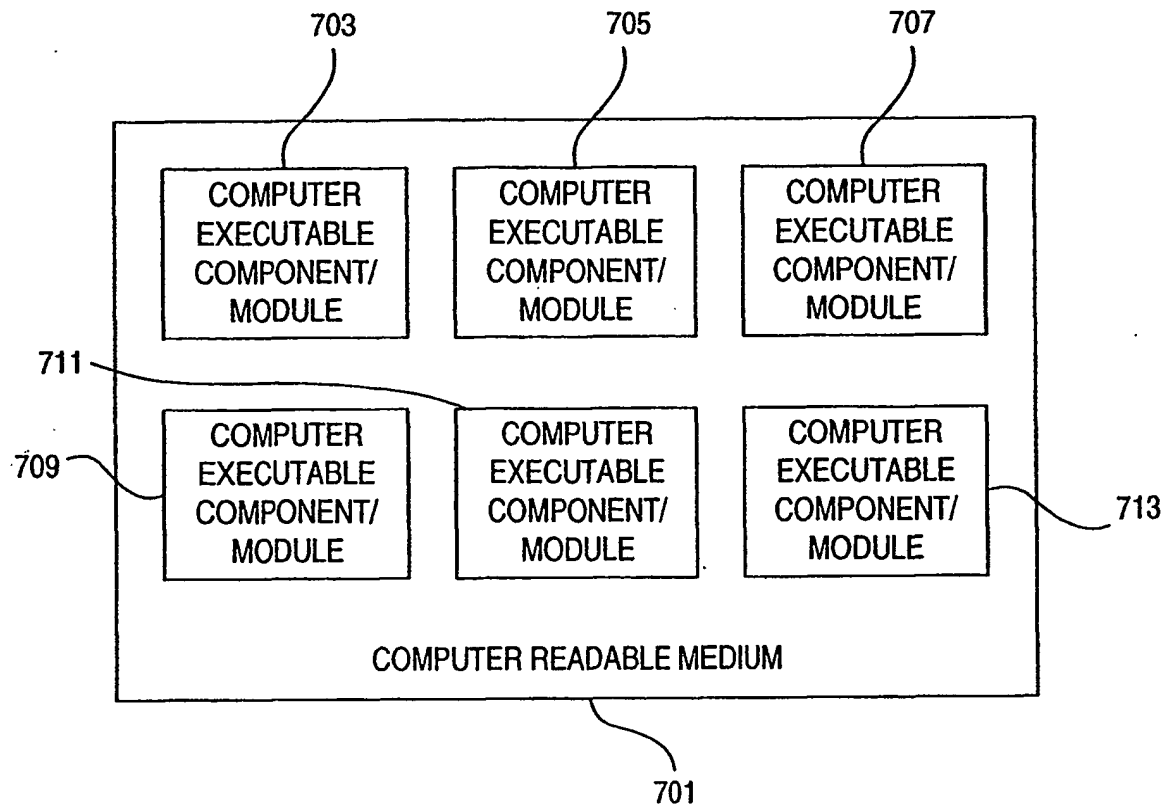 703
705
707
COMPUTER
EXECUTABLE
COMPONENT/
MODULE
COMPUTER
EXECUTABLE
COMPONENT/
MODULE
COMPUTER
EXECUTABLE
COMPONENT/
MODULE
711
709
COMPUTER
EXECUTABLE
COMPONENT/
MODULE
COMPUTER
EXECUTABLE
COMPONENT/
MODULE
COMPUTER
EXECUTABLE
COMPONENT/
MODULE
713
COMPUTER READABLE MEDIUM
701